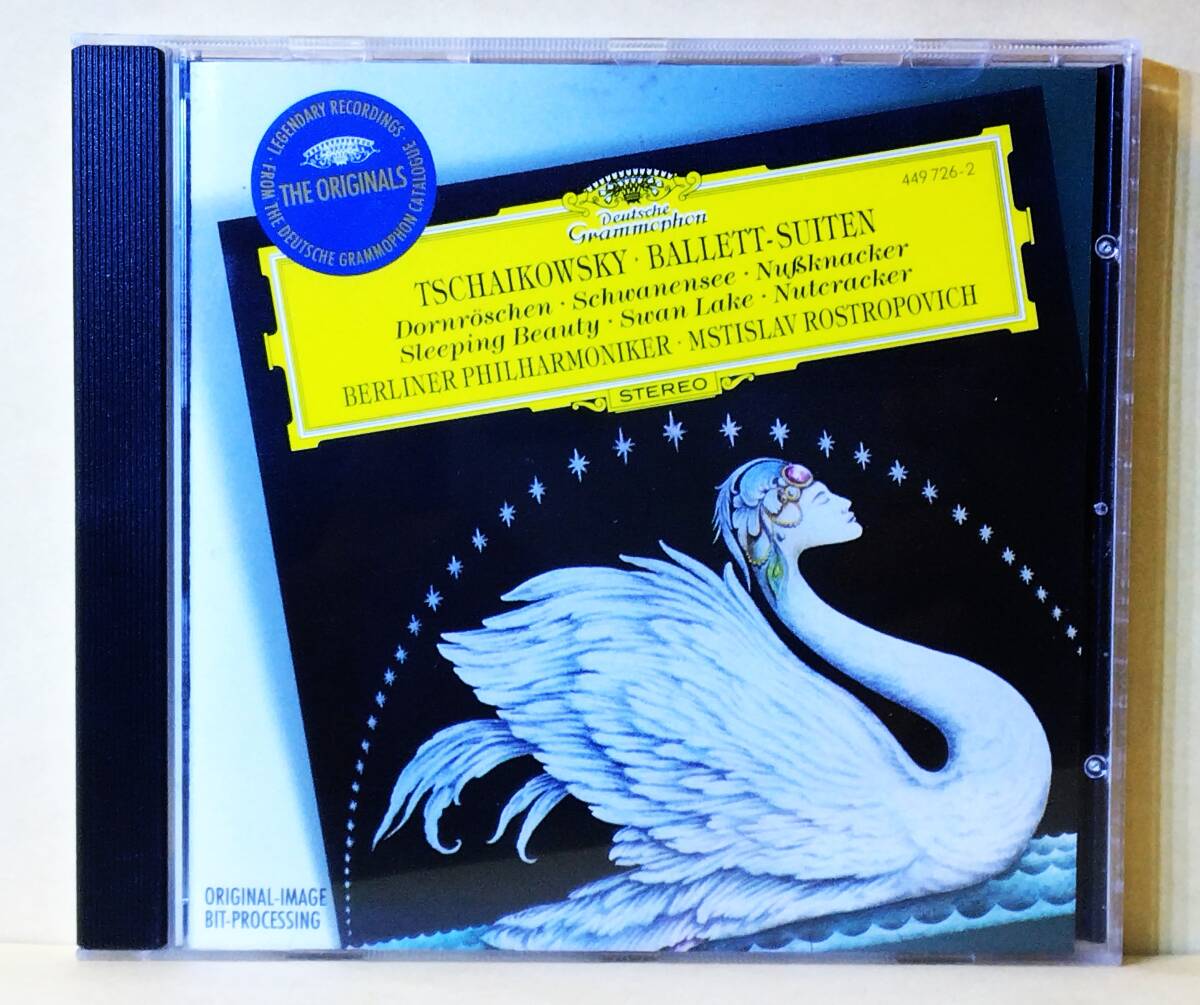 LEGENDARY RECORDINGS · FROM THE DEUTSCHE GRAMMOPHON CATALOGUE ·
THE ORIGINALS
449 726-2
Deutsche
Grammophon
TSCHAIKOWSKY · BALLETT-SUITEN
Dornröschen · Schwanensee · Nußknacker
Sleeping Beauty · Swan Lake · Nutcracker
BERLINER PHILHARMONIKER · MSTISLAV ROSTROPOVICH
STEREO
ORIGINAL-IMAGE
BIT-PROCESSING